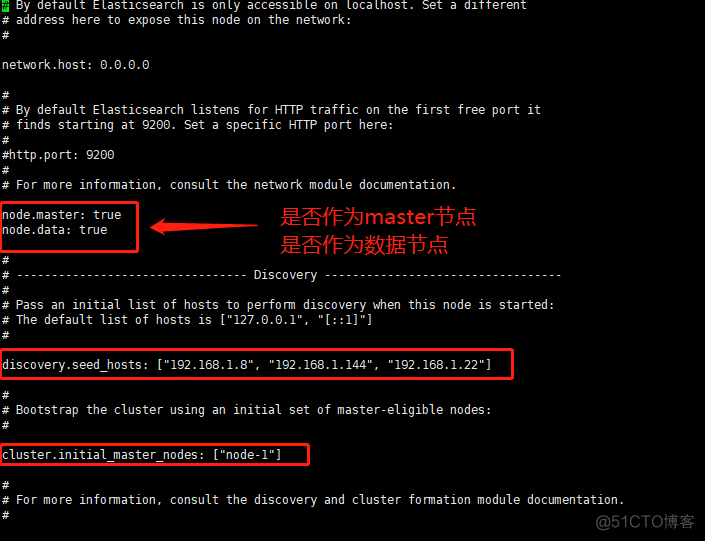 # By default Elasticsearch is only accessible on localhost. Set a different
# address here to expose this node on the network:
#
network.host: 0.0.0.0
#
# By default Elasticsearch listens for HTTP traffic on the first free port it
# finds starting at 9200. Set a specific HTTP port here:
#
#http.port: 9200
#
# For more information, consult the network module documentation.
node.master: true
node.data: true
是否作为master节点
是否作为数据节点
#
# --------------------------------- Discovery ----------------------------------
#
# Pass an initial list of hosts to perform discovery when this node is started:
# The default list of hosts is ["127.0.0.1", "[::1]"]
#
discovery.seed_hosts: ["192.168.1.8", "192.168.1.144", "192.168.1.22"]
#
# Bootstrap the cluster using an initial set of master-eligible nodes:
#
cluster.initial_master_nodes: ["node-1"]
#
# For more information, consult the discovery and cluster formation module documentation.
#
@51CTO博客